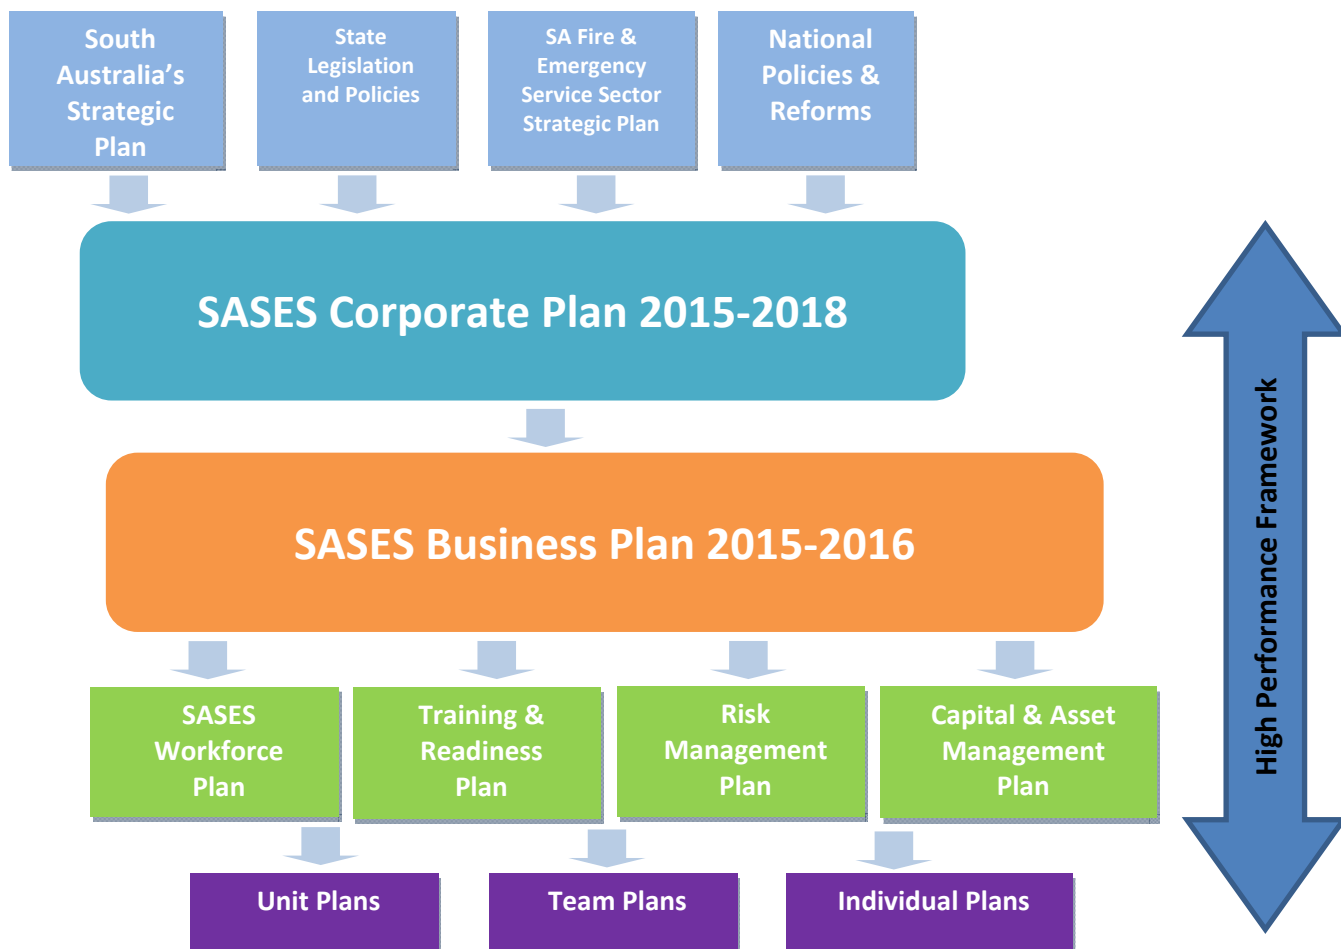 South
Australia’s
Strategic
Plan
State
Legislation
and Policies
SA Fire &
Emergency
Service Sector
Strategic Plan
National
Policies &
Reforms
SASES Corporate Plan 2015-2018
SASES Business Plan 2015-2016
High Performance Framework
SASES
Workforce
Plan
Training &
Readiness
Plan
Risk
Management
Plan
Capital & Asset
Management
Plan
Unit Plans
Team Plans
Individual Plans